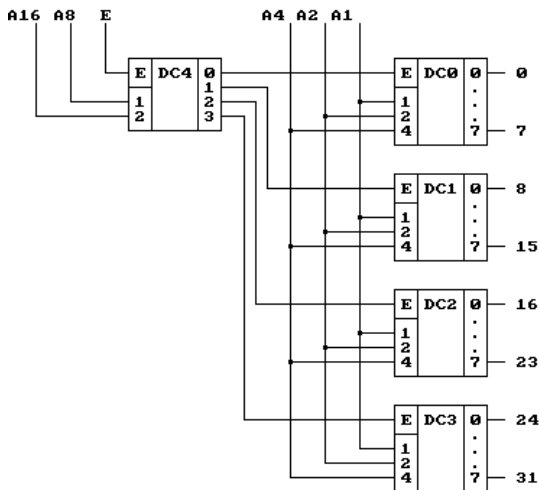 A16 A8 E A4 A2 A1
E DC4 0 E DC0 0 0
1
1 2 1 .
2 3 2 .
4 7 7
E DC1 0 8
.
1 .
2 .
4 7 15
E DC2 0 16
.
1 .
2 .
4 7 23
E DC3 0 24
.
1 .
2 .
4 7 31